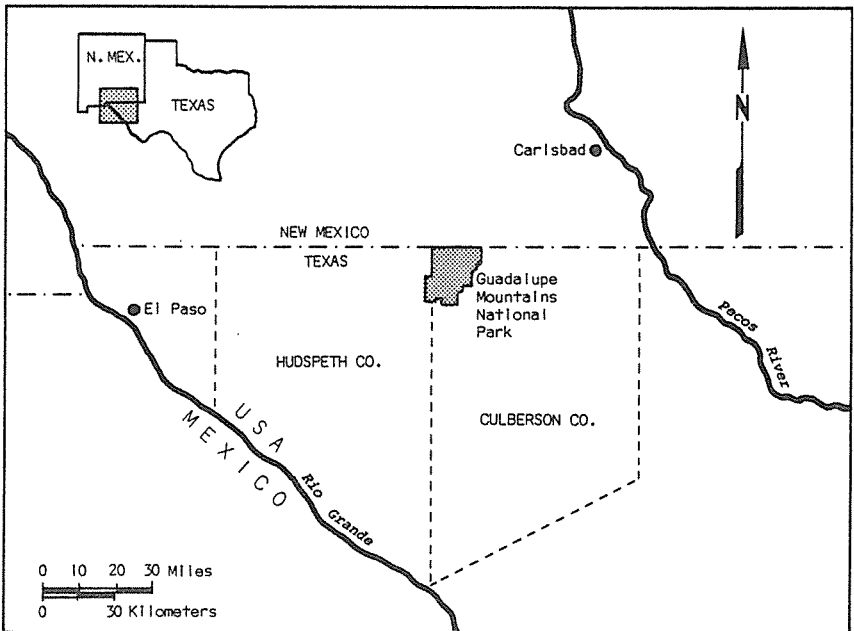 N. MEX.
TEXAS
N
Carlsbad
NEW MEXICO
TEXAS
Guadalupe
Mountains
National
Park
El Paso
Pecos
River
HUDSPETH CO.
CULBERSON CO.
USA
MEXICO
Rio
Grande
0 10 20 30 Miles
0 30 Kilometers